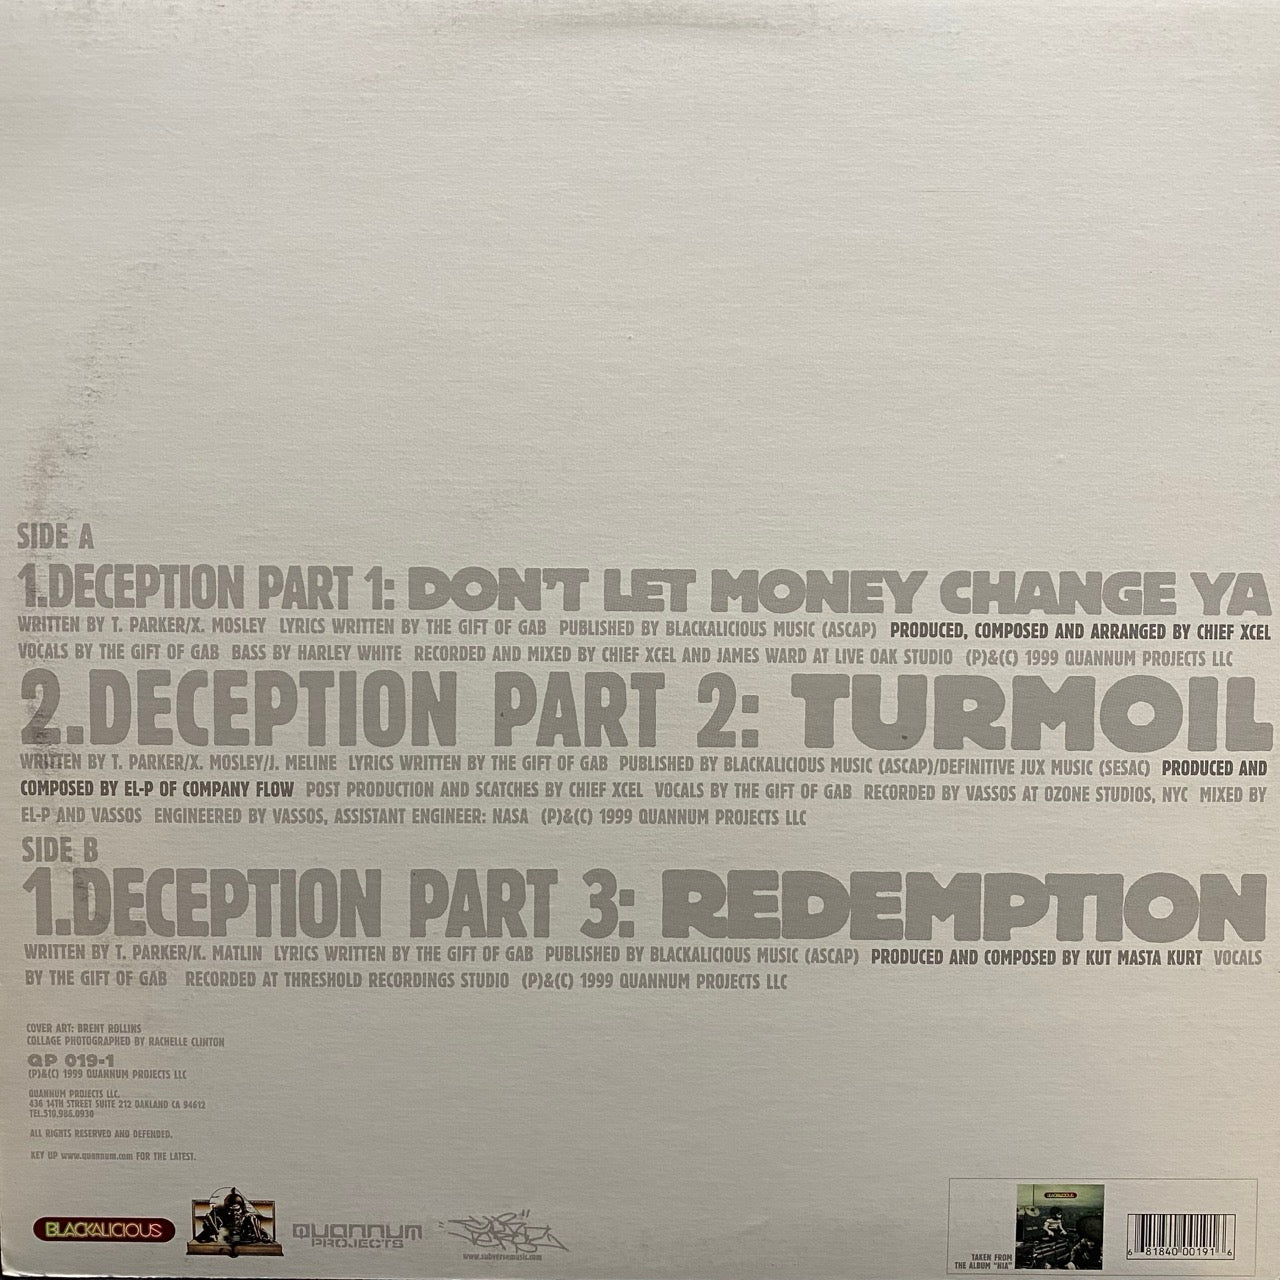 SIDE A
1.DECEPTION PART 1: DON'T LET MONEY CHANGE YA
WRITTEN BY T. PARKER/X. MOSLEY LYRICS WRITTEN BY THE GIFT OF GAB PUBLISHED BY BLACKALICIOUS MUSIC (ASCAP) PRODUCED, COMPOSED AND ARRANGED BY CHIEF XCEL
VOCALS BY THE GIFT OF GAB BASS BY HARLEY WHITE RECORDED AND MIXED BY CHIEF XCEL AND JAMES WARD AT LIVE OAK STUDIO (P)&(C) 1999 QUANNUM PROJECTS LLC
2.DECEPTION PART 2: TURMOIL
WRITTEN BY T. PARKER/X. MOSLEY/J. MELINE LYRICS WRITTEN BY THE GIFT OF GAB PUBLISHED BY BLACKALICIOUS MUSIC (ASCAP)/DEFINITIVE JUX MUSIC (SESAC) PRODUCED AND
COMPOSED BY EL-P OF COMPANY FLOW POST PRODUCTION AND SCATCHES BY CHIEF XCEL VOCALS BY THE GIFT OF GAB RECORDED BY VASSOS AT OZONE STUDIOS, NYC MIXED BY
EL-P AND VASSOS ENGINEERED BY VASSOS, ASSISTANT ENGINEER: NASA (P)&(C) 1999 QUANNUM PROJECTS LLC
SIDE B
1.DECEPTION PART 3: REDEMPTION
WRITTEN BY T. PARKER/K. MATLIN LYRICS WRITTEN BY THE GIFT OF GAB PUBLISHED BY BLACKALICIOUS MUSIC (ASCAP) PRODUCED AND COMPOSED BY KUT MASTA KURT VOCALS
BY THE GIFT OF GAB RECORDED AT THRESHOLD RECORDINGS STUDIO (P)&(C) 1999 QUANNUM PROJECTS LLC
COVER ART: BRENT ROLLINS
COLLAGE PHOTOGRAPHED BY RACHELLE CLINTON
QP 019-1
(P)&(C) 1999 QUANNUM PROJECTS LLC
QUANNUM PROJECTS LLC.
436 14TH STREET SUITE 212 OAKLAND CA 94612
TEL.510.986.0930
ALL RIGHTS RESERVED AND DEFENDED.
KEY UP www.quannum.com FOR THE LATEST.
BLACKALICIOUS
QUANNUM
PROJECTS
www.subversemusic.com
TAKEN FROM
THE ALBUM "NIA"
BLACKALICIOUS
6 81840 00191 6